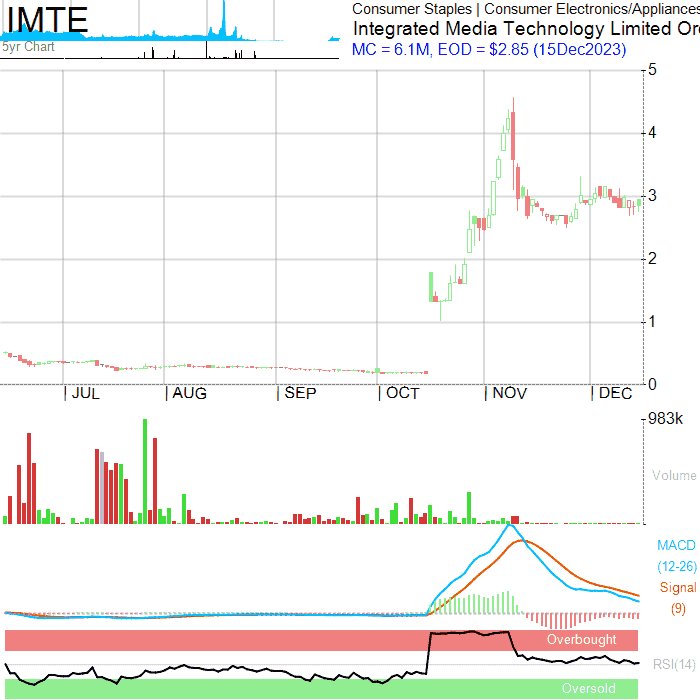 IMTE
5yr Chart
Consumer Staples | Consumer Electronics/Appliances
Integrated Media Technology Limited Or
MC = 6.1M, EOD = $2.85 (15Dec2023)
5
4
3
2
1
0
JUL AUG SEP OCT NOV DEC
983k
Volume
MACD
(12-26)
Signal
(9)
Overbought
RSI(14)
Oversold